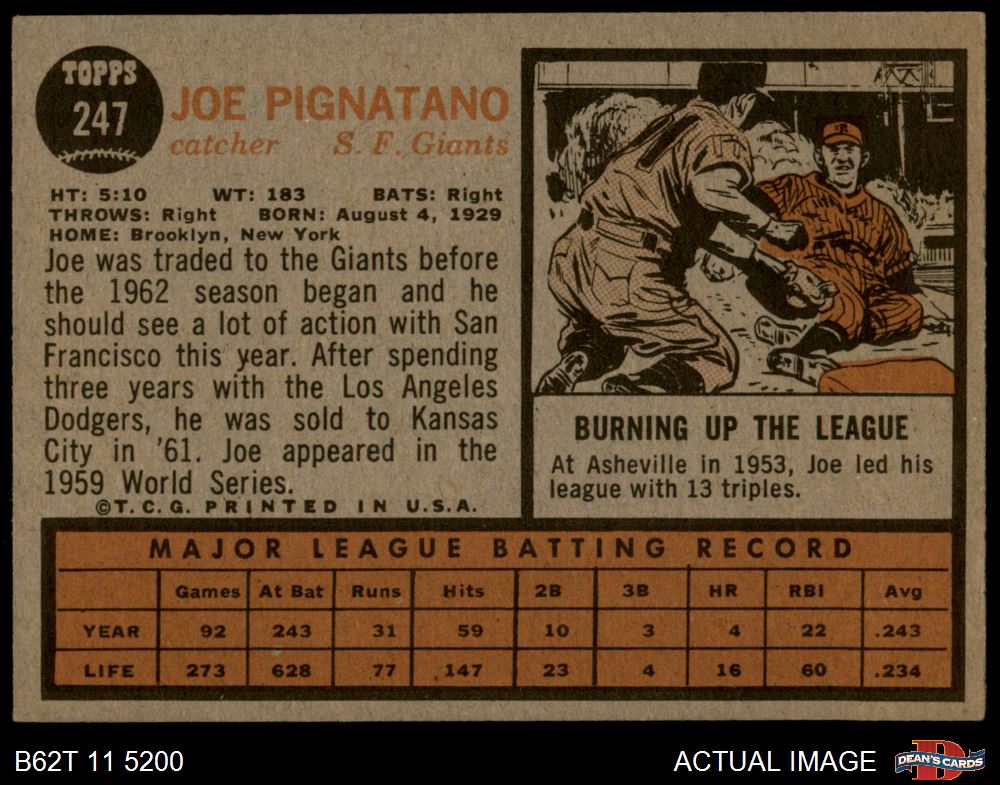 TOPPS
247
JOE PIGNATANO
catcher S. F. Giants
HT: 5:10 WT: 183 BATS: Right
THROWS: Right BORN: August 4, 1929
HOME: Brooklyn, New York
Joe was traded to the Giants before
the 1962 season began and he
should see a lot of action with San
Francisco this year. After spending
three years with the Los Angeles
Dodgers, he was sold to Kansas
City in '61. Joe appeared in the
1959 World Series.
©T. C. G. PRINTED IN U.S.A.
BURNING UP THE LEAGUE
At Asheville in 1953, Joe led his
league with 13 triples.
MAJOR LEAGUE BATTING RECORD
Games At Bat Runs Hits 2B 3B HR RBI Avg
YEAR 92 243 31 59 10 3 4 22 .243
LIFE 273 628 77 147 23 4 16 60 .234
B62T 11 5200
ACTUAL IMAGE
DEAN'S CARDS